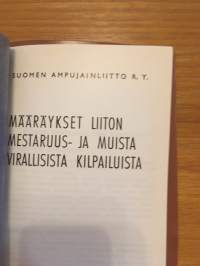 SUOMEN AMPUJAINLIITTO R. Y.
MÄÄRÄYKSET LIITON
MESTARUUS- JA MUISTA
VIRALLISISTA KILPAILUISTA